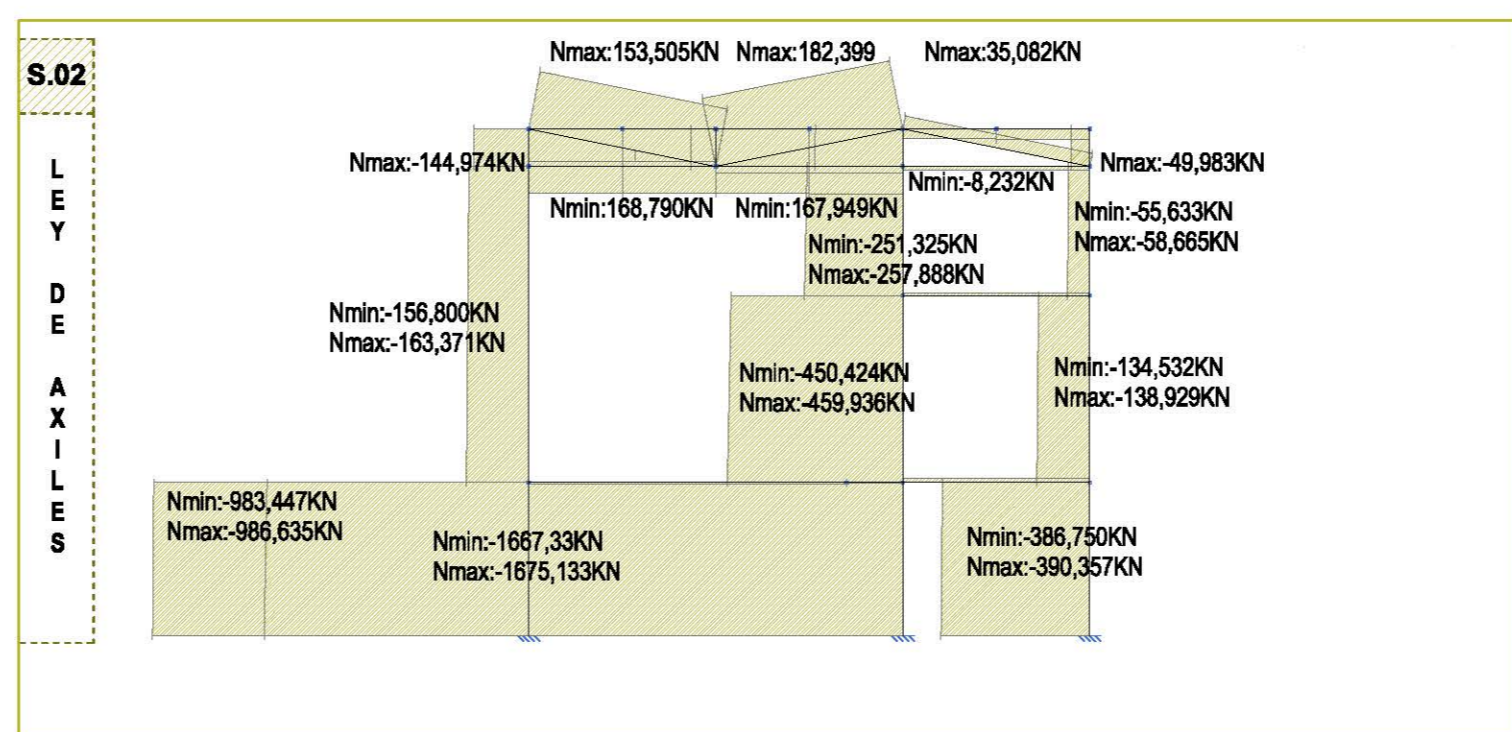 S.02
LEY DE AXILES
Nmax:153,505KN
Nmax:182,399
Nmax:35,082KN
Nmax:-144,974KN
Nmax:-49,983KN
Nmin:-8,232KN
Nmin:168,790KN
Nmin:167,949KN
Nmin:-55,633KN
Nmax:-58,665KN
Nmin:-251,325KN
Nmax:-257,888KN
Nmin:-156,800KN
Nmax:-163,371KN
Nmin:-450,424KN
Nmax:-459,936KN
Nmin:-134,532KN
Nmax:-138,929KN
Nmin:-983,447KN
Nmax:-986,635KN
Nmin:-1667,33KN
Nmax:-1675,133KN
Nmin:-386,750KN
Nmax:-390,357KN